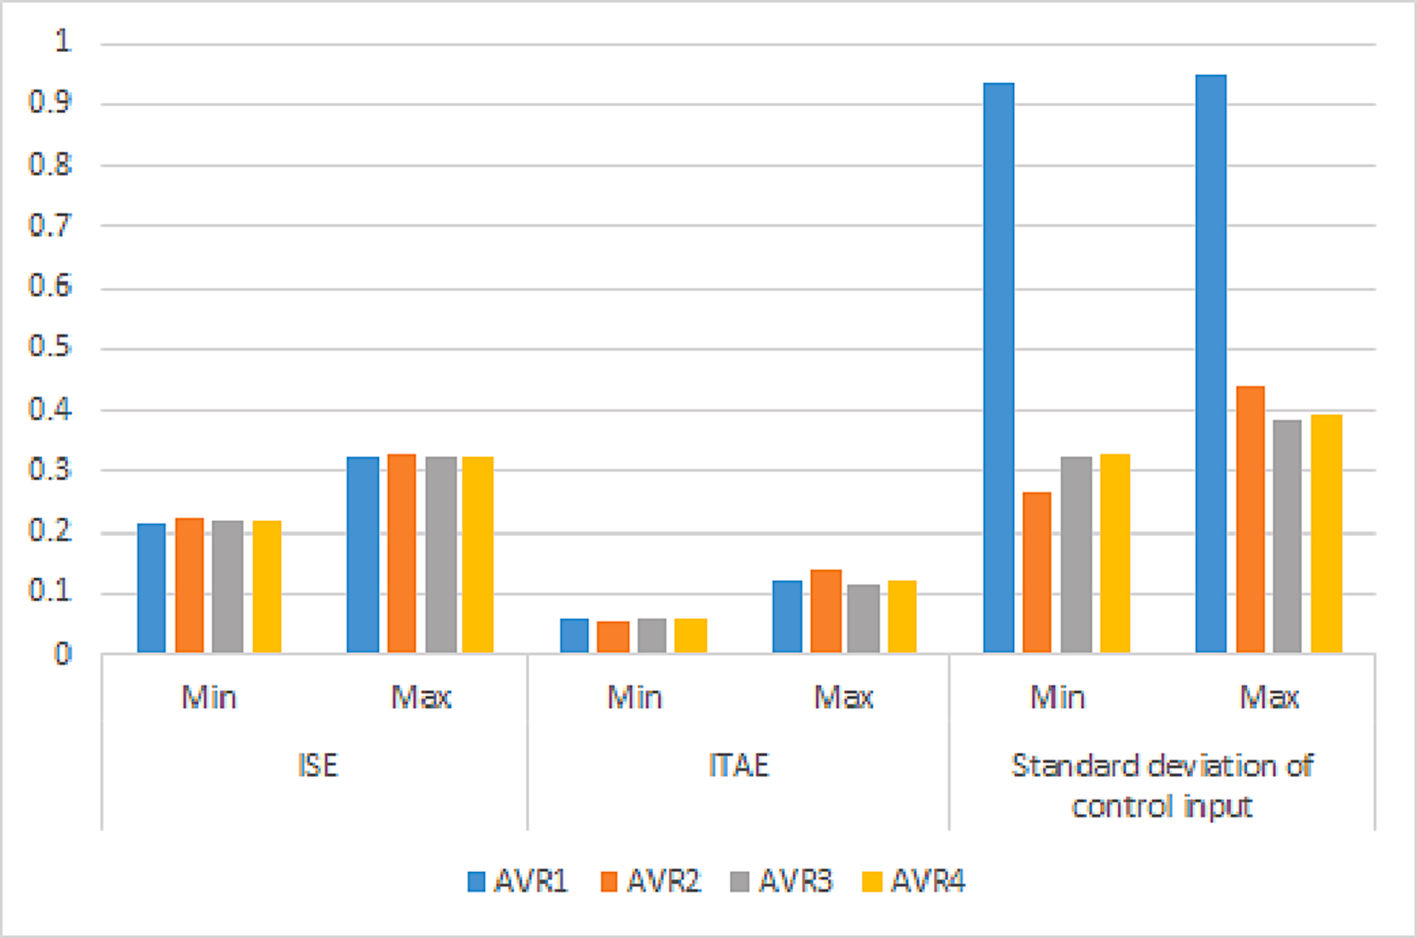 1
0.9
0.8
0.7
0.6
0.5
0.4
0.3
0.2
0.1
0
Min Max Min Max Min Max
ISE ITAE Standard deviation of
control input
AVR1 AVR2 AVR3 AVR4